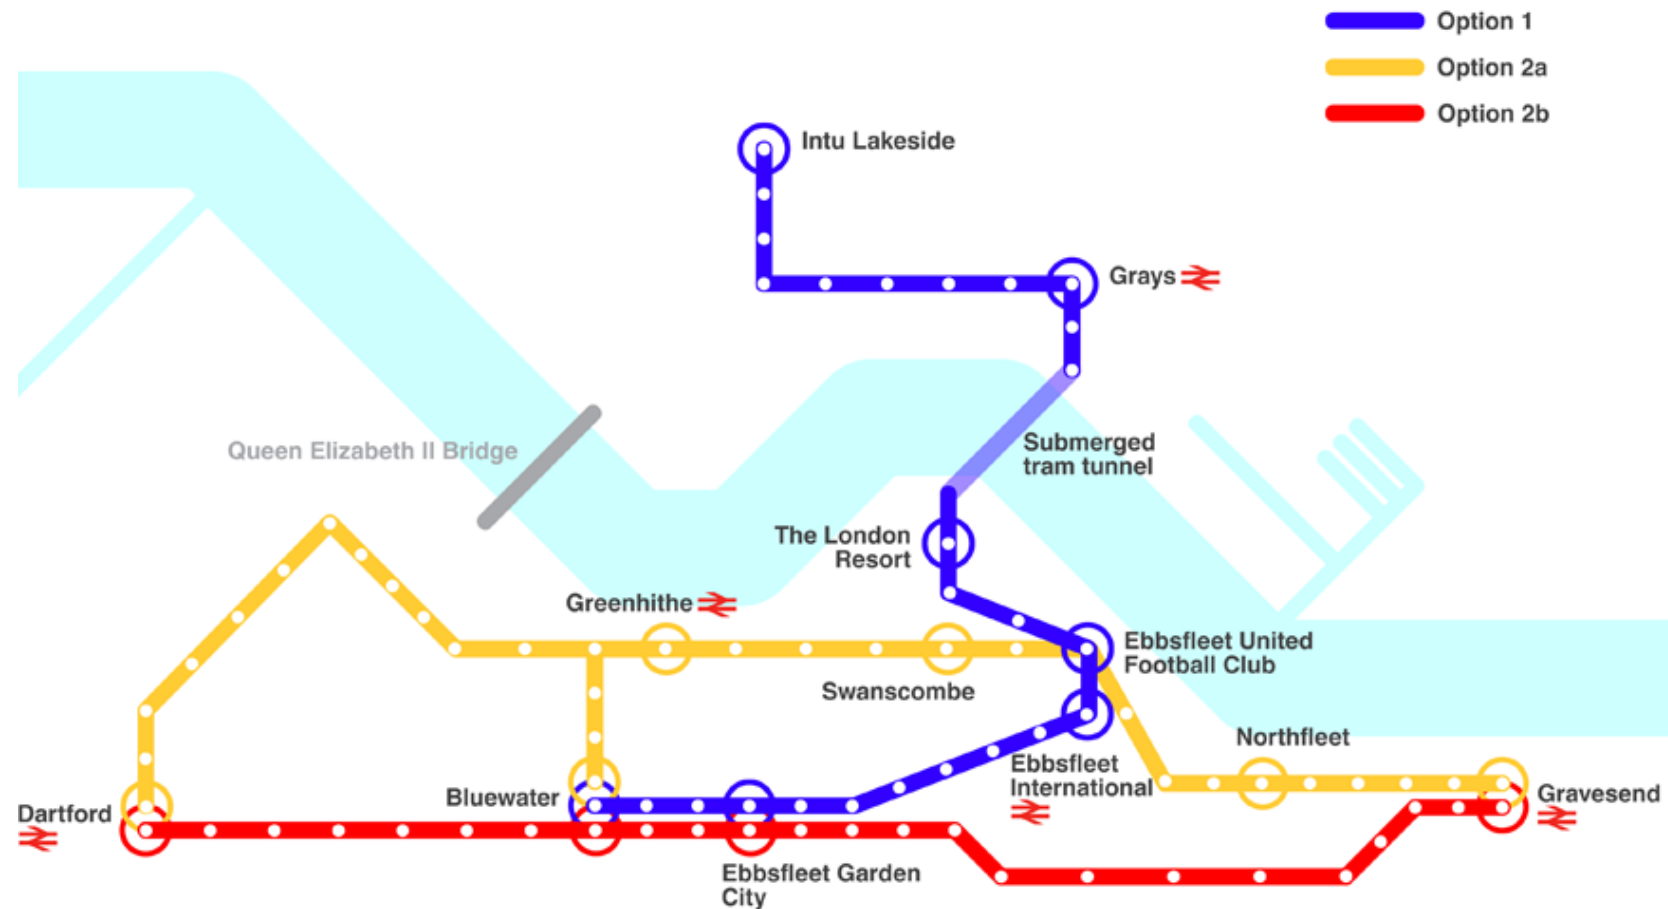 Option 1
Option 2a
Option 2b
Intu Lakeside
Grays
Queen Elizabeth II Bridge
Submerged
tram tunnel
The London
Resort
Greenhithe
Ebbsfleet United
Football Club
Swanscombe
Northfleet
Ebbsfleet
International
Bluewater
Gravesend
Dartford
Ebbsfleet Garden
City